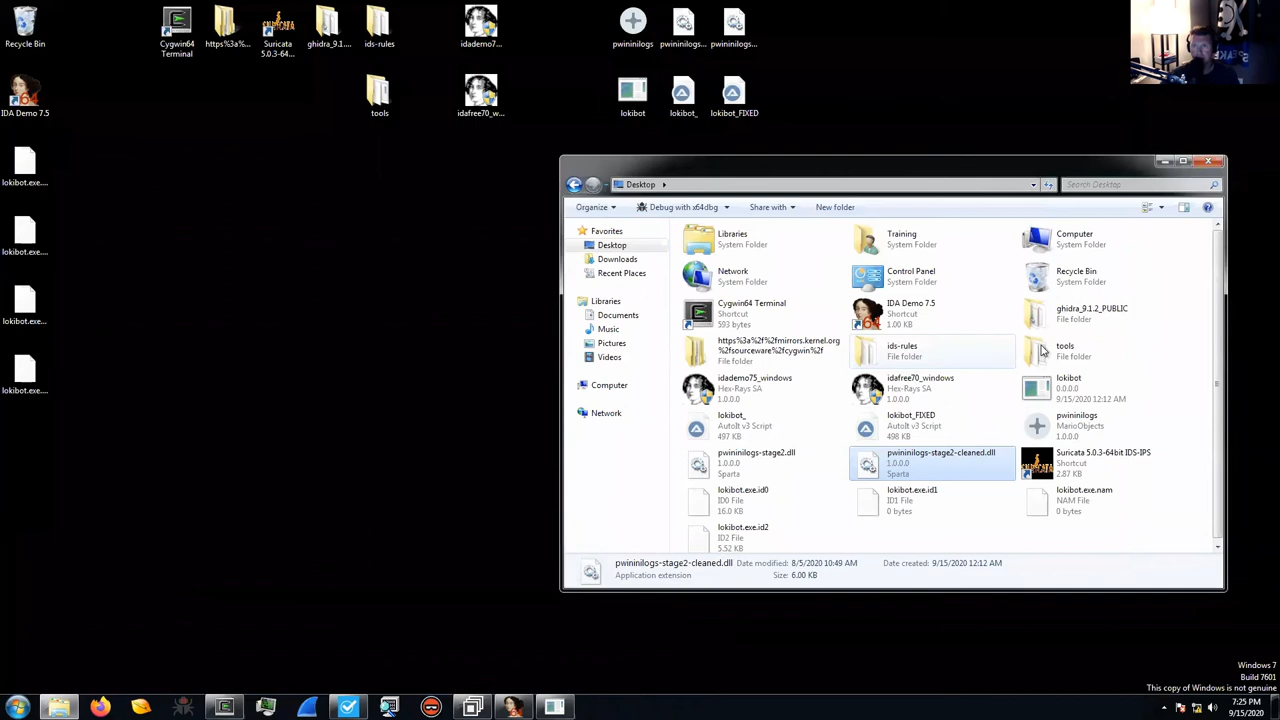 Recycle Bin
Cygwin64
Terminal
https%3a%...
Suricata
5.0.3-64...
ghidra_9.1....
ids-rules
idademo7...
pwininilogs
pwininilogs...
pwininilogs...
IDA Demo 7.5
tools
idafree70_w...
lokibot
lokibot_
lokibot_FIXED
lokibot.exe....
lokibot.exe....
lokibot.exe...
lokibot.exe....
Desktop
Search Desktop
Organize
Debug with x64dbg
Share with
New folder
Favorites
Desktop
Downloads
Recent Places
Libraries
Documents
Music
Pictures
Videos
Computer
Network
Libraries
System Folder
Training
System Folder
Computer
System Folder
Network
System Folder
Control Panel
System Folder
Recycle Bin
System Folder
Cygwin64 Terminal
Shortcut
593 bytes
IDA Demo 7.5
Shortcut
1.00 KB
ghidra_9.1.2_PUBLIC
File folder
https%3a%2f%2fmirrors.kernel.org
%2fsourceware%2fcygwin%2f
File folder
ids-rules
File folder
tools
File folder
idademo75_windows
Hex-Rays SA
1.0.0.0
idafree70_windows
Hex-Rays SA
1.0.0.0
lokibot
0.0.0.0
9/15/2020 12:12 AM
lokibot_
AutoIt v3 Script
497 KB
lokibot_FIXED
AutoIt v3 Script
498 KB
pwininilogs
MarioObjects
1.0.0.0
pwininilogs-stage2.dll
1.0.0.0
Sparta
pwininilogs-stage2-cleaned.dll
1.0.0.0
Sparta
Suricata 5.0.3-64bit IDS-IPS
Shortcut
2.87 KB
lokibot.exe.id0
ID0 File
16.0 KB
lokibot.exe.id1
ID1 File
0 bytes
lokibot.exe.nam
NAM File
0 bytes
lokibot.exe.id2
ID2 File
5.52 KB
pwininilogs-stage2-cleaned.dll Date modified: 8/5/2020 10:49 AM Date created: 9/15/2020 12:12 AM
Application extension Size: 6.00 KB
Windows 7
Build 7601
This copy of Windows is not genuine
7:25 PM
9/15/2020